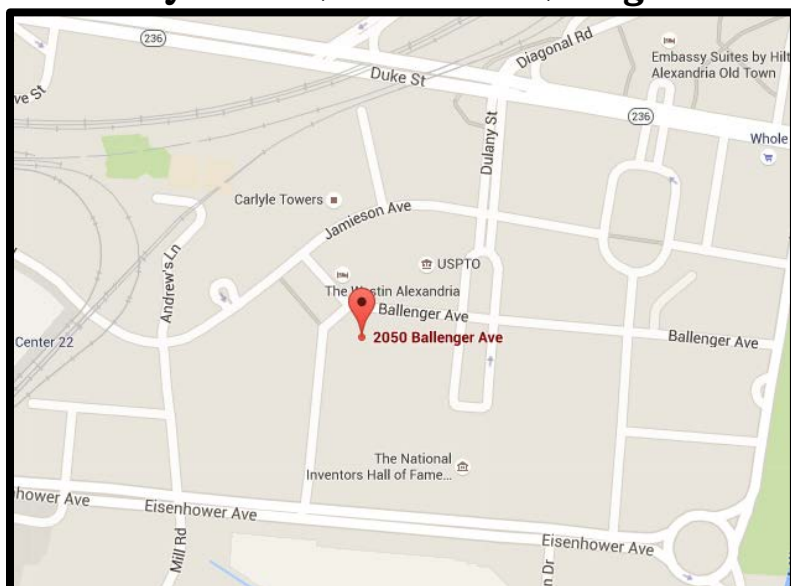 236
Diagonal Rd
Embassy Suites by Hilt
Alexandria Old Town
Duke St
ve St
236
Whole
Dulany St
Carlyle Towers
Jamieson Ave
USPTO
Andrew's Ln
The Westin Alexandria
Ballenger Ave
2050 Ballenger Ave
Ballenger Ave
Center 22
The National
Inventors Hall of Fame...
hower Ave
Eisenhower Ave
Eisenhower Ave
Mill Rd
n Dr